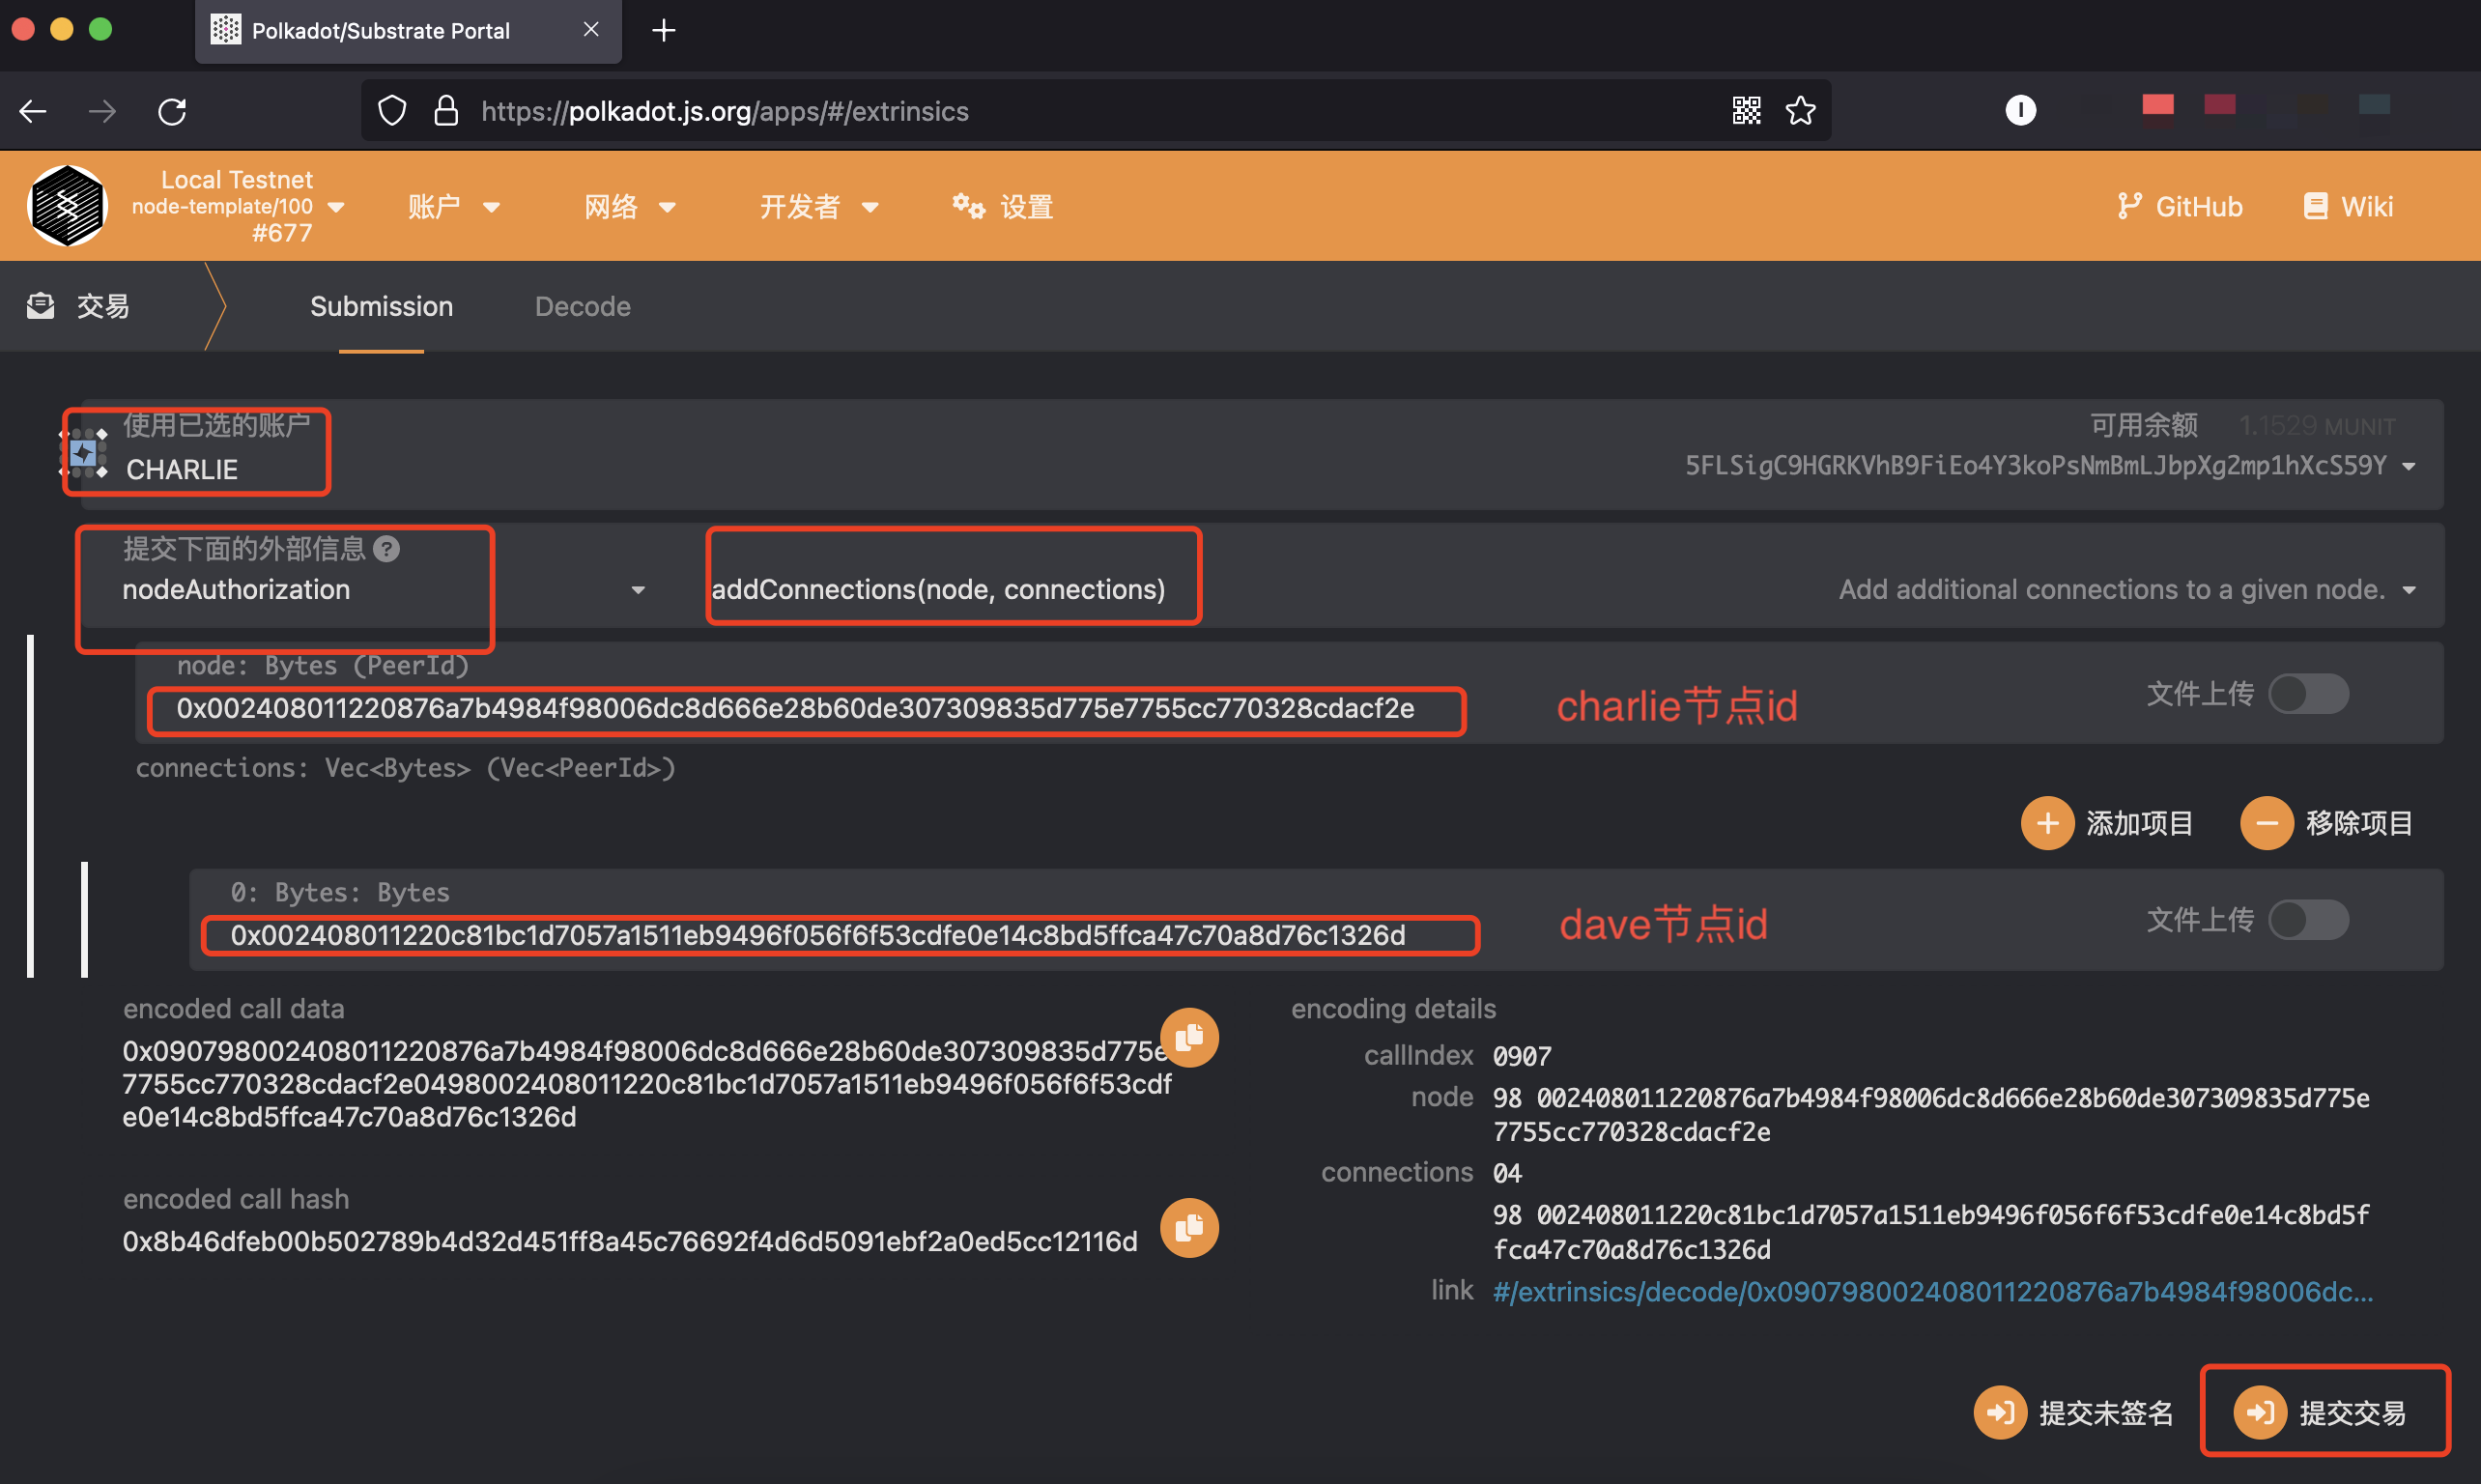 Polkadot/Substrate Portal
https://polkadot.js.org/apps/#/extrinsics
Local Testnet
node-template/100
#677
账户
网络
开发者
设置
GitHub
Wiki
交易
Submission
Decode
使用已选的账户
CHARLIE
可用余额 1.1529 MUNIT
5FLSigC9HGRKVhB9FiEo4Y3koPsNmBmLJbpXg2mp1hXcS59Y
提交下面的外部信息
nodeAuthorization
addConnections(node, connections)
Add additional connections to a given node.
node: Bytes (PeerId)
0x002408011220876a7b4984f98006dc8d666e28b60de307309835d775e7755cc770328cdacf2e
charlie节点id
文件上传
connections: Vec<Bytes> (Vec<PeerId>)
添加项目
移除项目
0: Bytes: Bytes
0x002408011220c81bc1d7057a1511eb9496f056f6f53cdfe0e14c8bd5ffca47c70a8d76c1326d
dave节点id
文件上传
encoded call data
0x090798002408011220876a7b4984f98006dc8d666e28b60de307309835d775e
7755cc770328cdacf2e0498002408011220c81bc1d7057a1511eb9496f056f6f53cdf
e0e14c8bd5ffca47c70a8d76c1326d
encoded call hash
0x8b46dfeb00b502789b4d32d451ff8a45c76692f4d6d5091ebf2a0ed5cc12116d
encoding details
callIndex 0907
node 98 002408011220876a7b4984f98006dc8d666e28b60de307309835d775e
7755cc770328cdacf2e
connections 04
98 002408011220c81bc1d7057a1511eb9496f056f6f53cdfe0e14c8bd5f
fca47c70a8d76c1326d
link #/extrinsics/decode/0x090798002408011220876a7b4984f98006dc...
提交未签名
提交交易